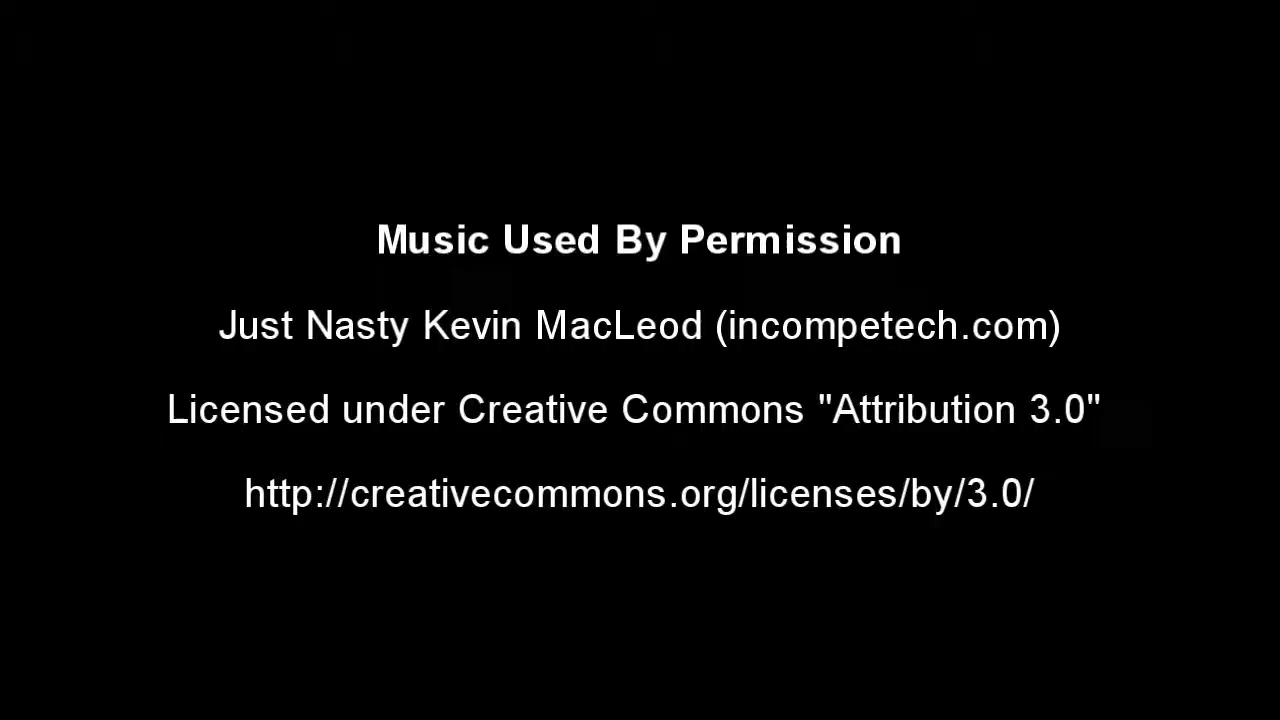 Music Used By Permission
Just Nasty Kevin MacLeod (incompetech.com)
Licensed under Creative Commons "Attribution 3.0"
http://creativecommons.org/licenses/by/3.0/